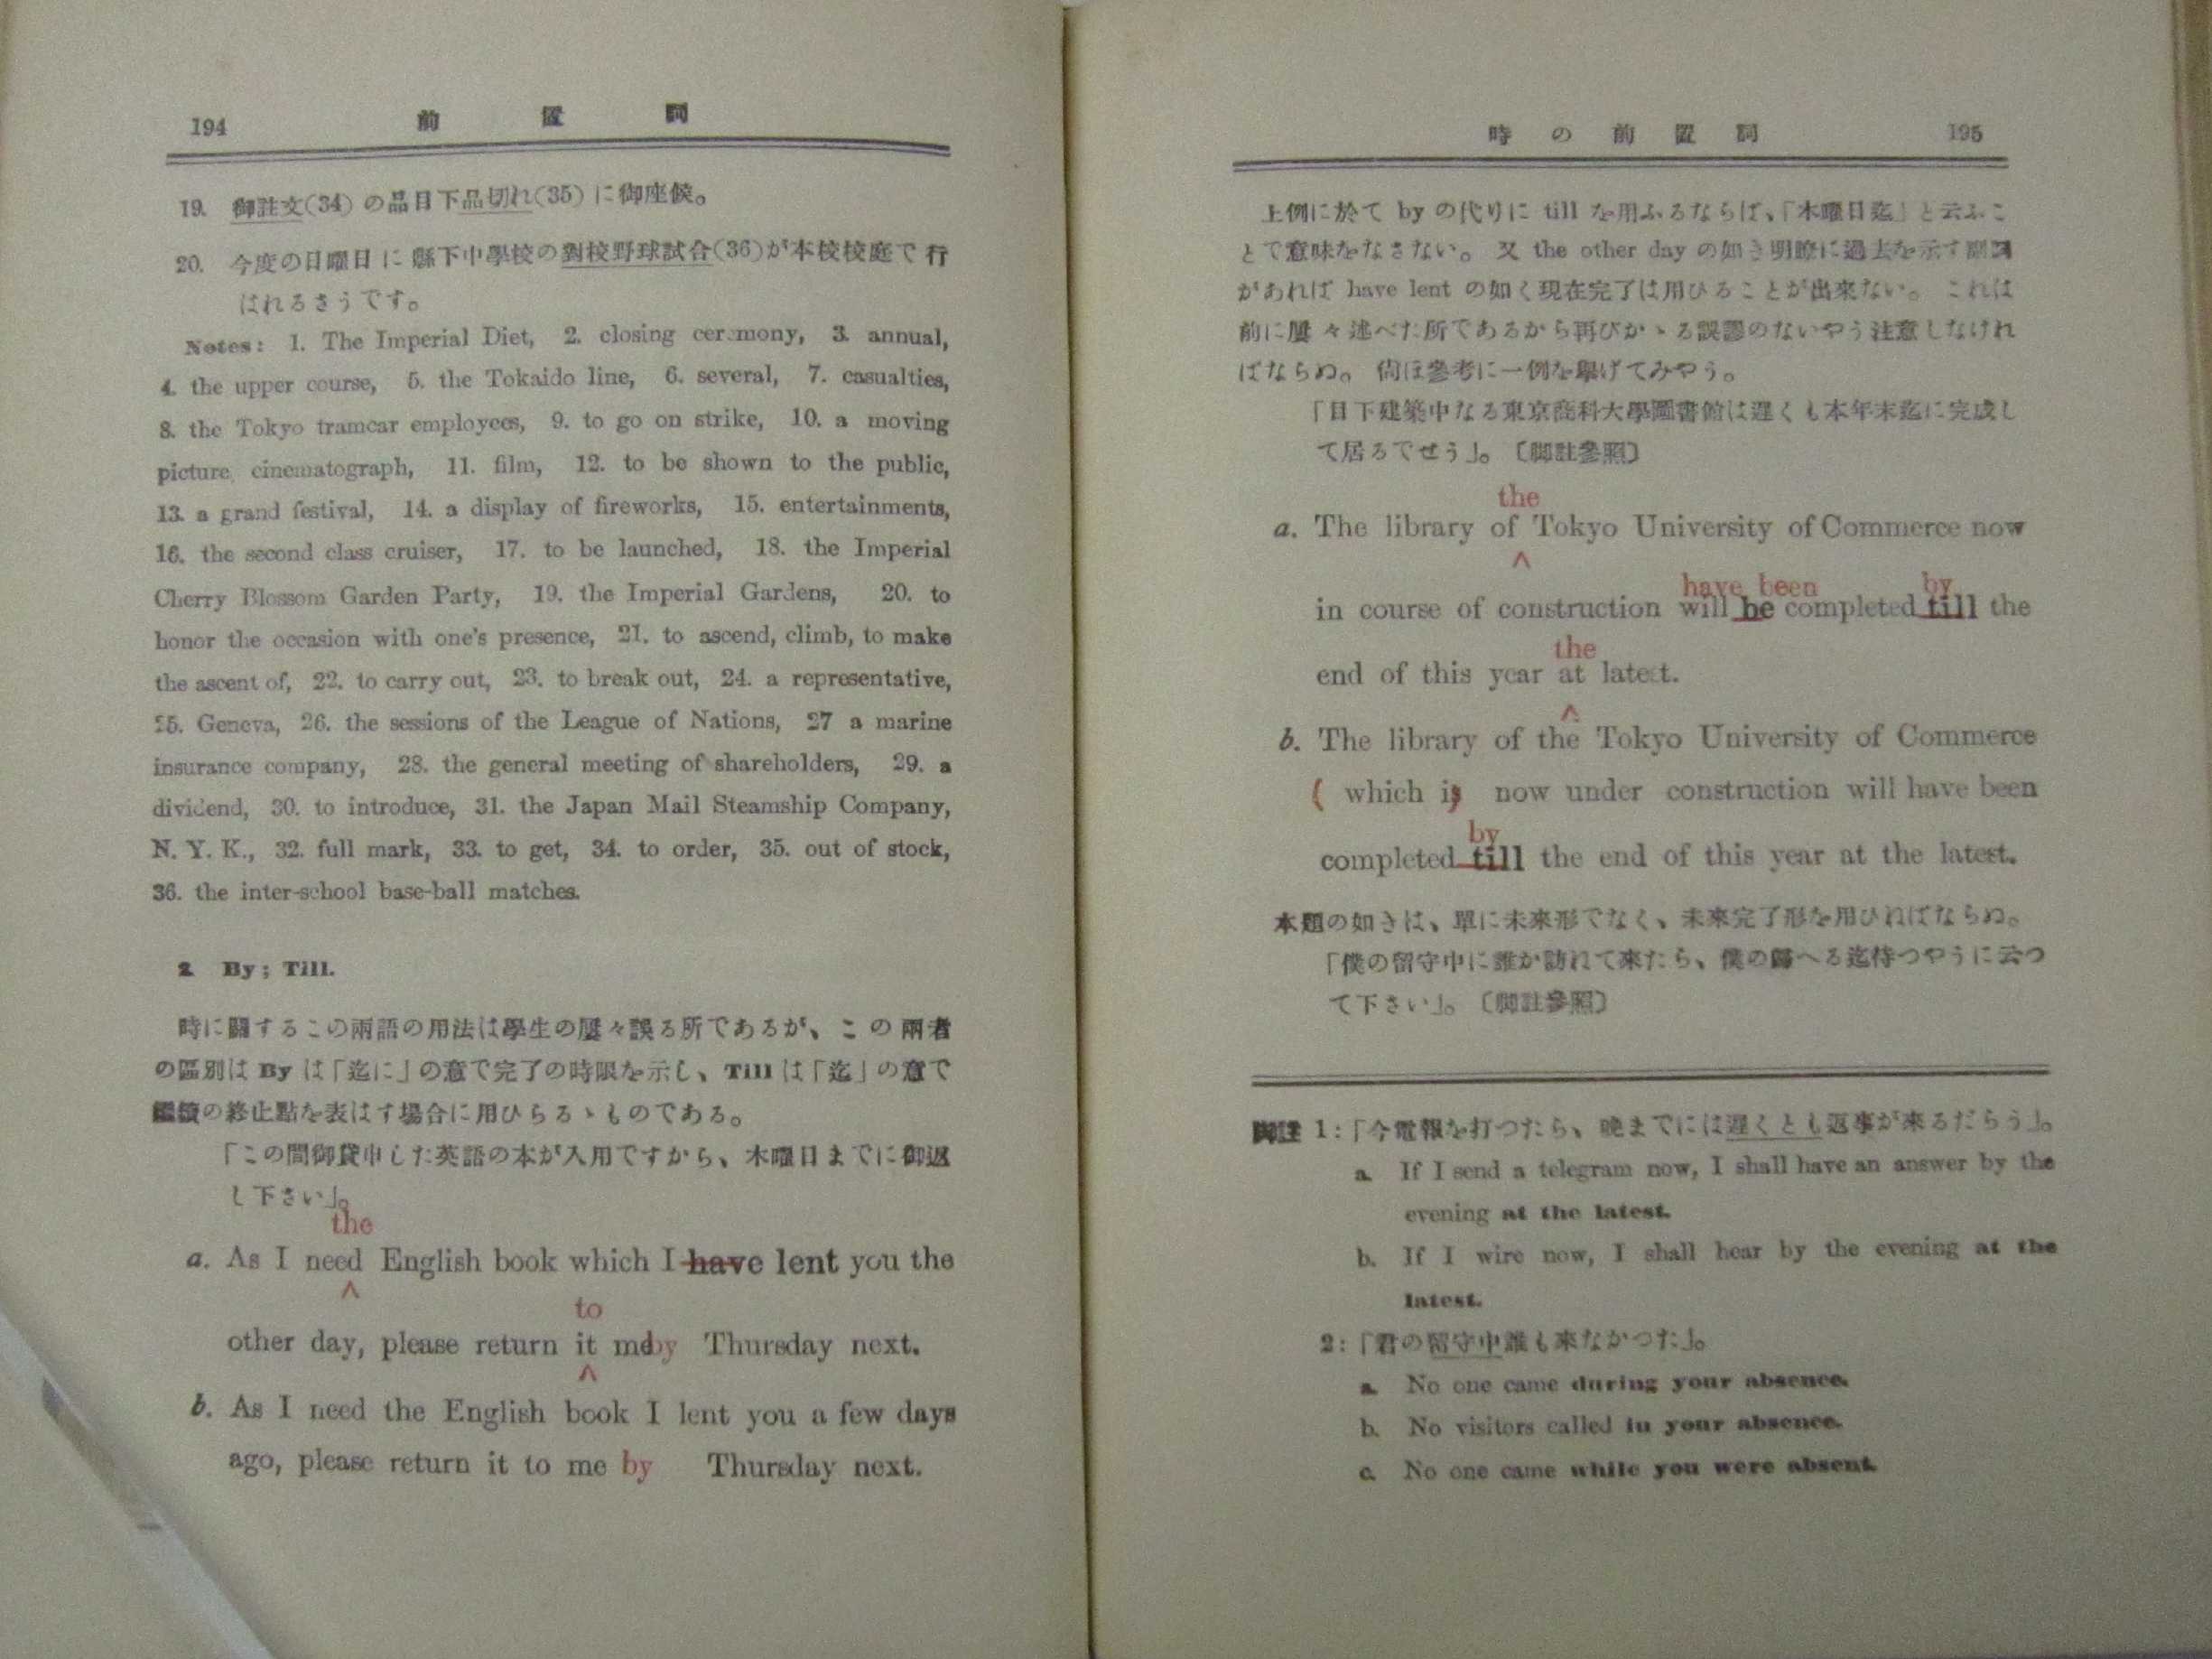 194 前置詞
19. 御註文(34) の品目下品切れ(35) に御座候。
20. 今度の日曜日に縣下中學校の對校野球試合(36)が本校校庭で行
はれるさうです。
Notes: 1. The Imperial Diet, 2. closing ceremony, 3. annual,
4. the upper course, 5. the Tokaido line, 6. several, 7. casualties,
8. the Tokyo tramcar employees, 9. to go on strike, 10. a moving
picture, cinematograph, 11. film, 12. to be shown to the public,
13. a grand festival, 14. a display of fireworks, 15. entertainments,
16. the second class cruiser, 17. to be launched, 18. the Imperial
Cherry Blossom Garden Party, 19. the Imperial Gardens, 20. to
honor the occasion with one's presence, 21. to ascend, climb, to make
the ascent of, 22. to carry out, 23. to break out, 24. a representative,
25. Geneva, 26. the sessions of the League of Nations, 27 a marine
insurance company, 28. the general meeting of shareholders, 29. a
dividend, 30. to introduce, 31. the Japan Mail Steamship Company,
N. Y. K., 32. full mark, 33. to get, 34. to order, 35. out of stock,
36. the inter-school base-ball matches.
2 By; Till.
時に關するこの兩語の用法は學生の屢々誤る所であるが、この兩者
の區別は By は「迄に」の意で完了の時限を示し、Till は「迄」の意で
繼續の終止點を表はす場合に用ひらるゝものである。
「この間御貸申した英語の本が入用ですから、木曜日までに御返
し下さい」。
the
a. As I need English book which I have lent you the
^
to
other day, please return it me by Thursday next.
^
b. As I need the English book I lent you a few days
ago, please return it to me by Thursday next.
時の前置詞 195
上例に於て by の代りに till を用ふるならば、「木曜日迄」と云ふこ
とで意味をなさない。又 the other day の如き明瞭に過去を示す副詞
があれば have lent の如く現在完了は用ひることが出来ない。これは
前に屢々述べた所であるから再びかゝる誤謬のないやう注意しなけれ
ばならぬ。尙ほ參考に一例を擧げてみやう。
「目下建築中なる東京商科大學圖書館は遅くも本年末迄に完成し
て居るでせう」。〔脚註參照〕
the
a. The library of Tokyo University of Commerce now
^
have been by
in course of construction will be completed till the
the
end of this year at latest.
^
b. The library of the Tokyo University of Commerce
( which is) now under construction will have been
by
completed till the end of this year at the latest.
本題の如きは、單に未來形でなく、未來完了形を用ひねばならぬ。
「僕の留守中に誰か訪れて來たら、僕の歸へる迄待つやうに云つ
て下さい」。〔脚註參照〕
脚註 1:「今電報を打つたら、晩までには遅くとも返事が来るだらう」。
a. If I send a telegram now, I shall have an answer by the
evening at the latest.
b. If I wire now, I shall hear by the evening at the
latest.
2:「君の留守中誰も來なかつた」。
a. No one came during your absence.
b. No visitors called in your absence.
c. No one came while you were absent.